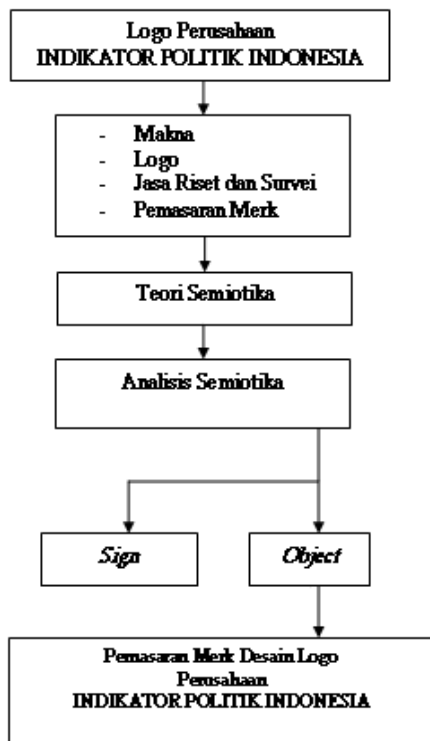 Logo Perusahaan
INDIKATOR POLITIK INDONESIA
- Makna
- Logo
- Jasa Riset dan Survei
- Pemasaran Merk
Teori Semiotika
Analisis Semiotika
Sign
Object
Pemasaran Merk Desain Logo
Perusahaan
INDIKATOR POLITIK INDONESIA